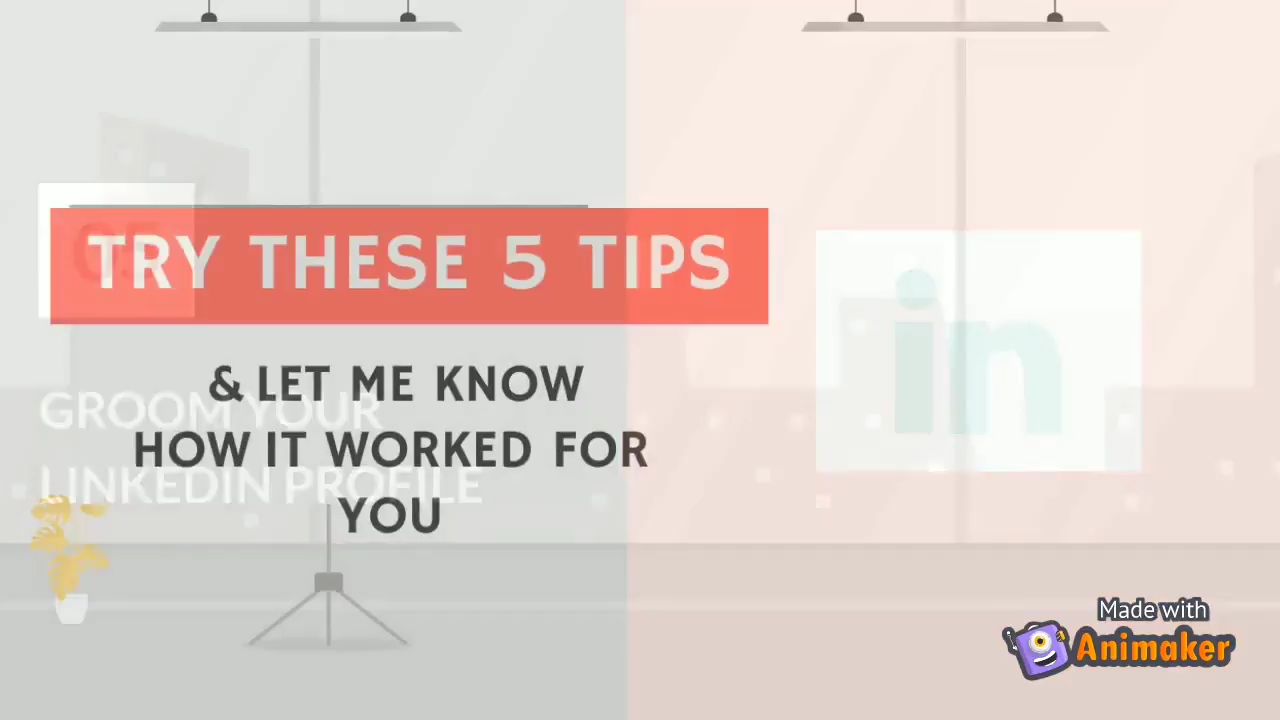 05
TRY THESE 5 TIPS
& LET ME KNOW
HOW IT WORKED FOR
YOU
GROOM YOUR
LINKEDIN PROFILE
in
Made with
Animaker